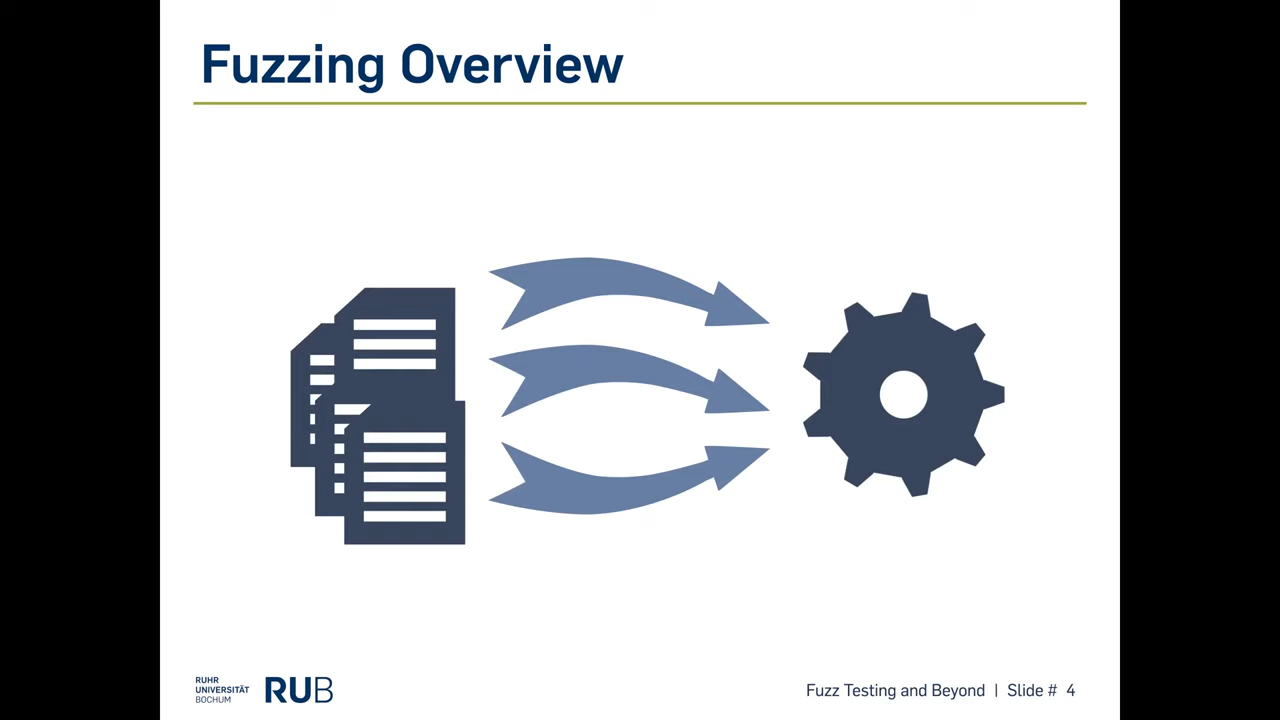 Fuzzing Overview
RUHR
UNIVERSITÄT
BOCHUM
RUB
Fuzz Testing and Beyond | Slide # 4